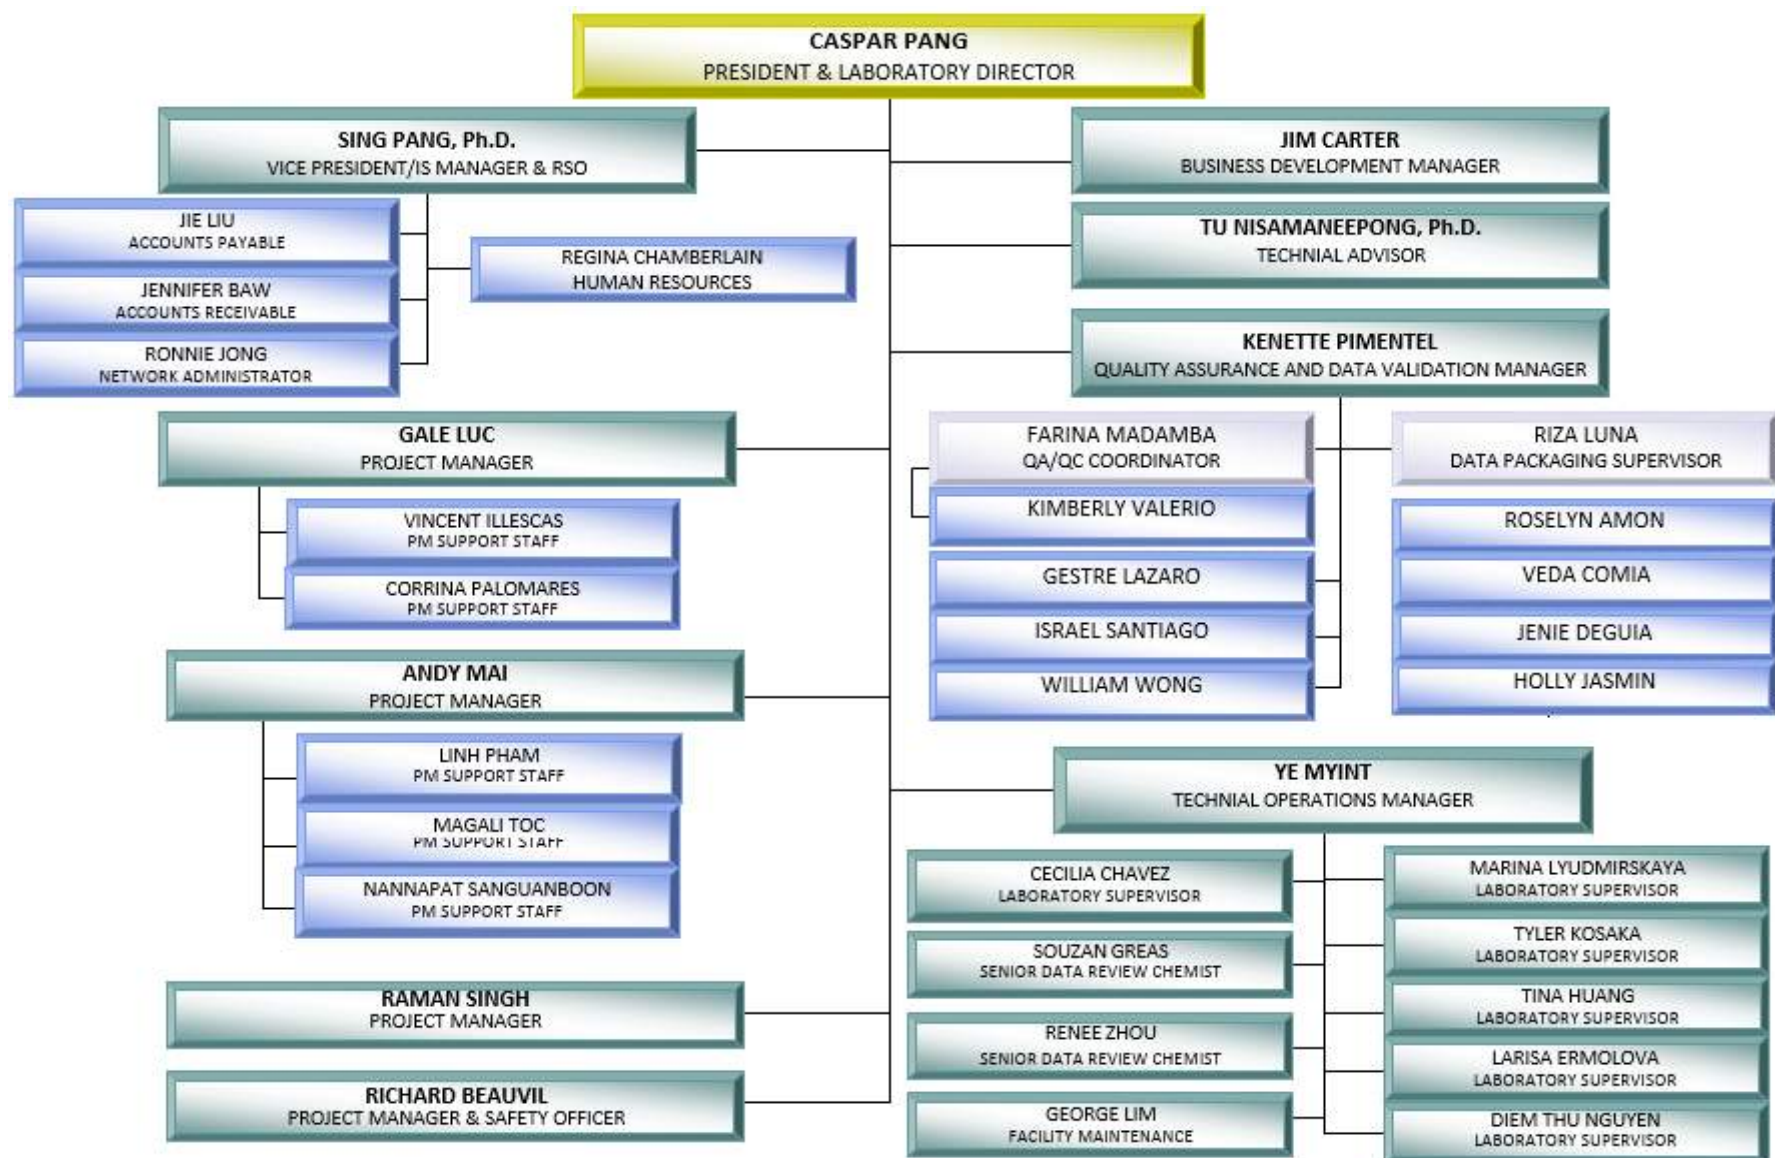 CASPAR PANG
PRESIDENT & LABORATORY DIRECTOR
SING PANG, Ph.D.
VICE PRESIDENT/IS MANAGER & RSO
JIE LIU
ACCOUNTS PAYABLE
JENNIFER BAW
ACCOUNTS RECEIVABLE
RONNIE JONG
NETWORK ADMINISTRATOR
REGINA CHAMBERLAIN
HUMAN RESOURCES
JIM CARTER
BUSINESS DEVELOPMENT MANAGER
TU NISAMANEEPONG, Ph.D.
TECHNIAL ADVISOR
KENETTE PIMENTEL
QUALITY ASSURANCE AND DATA VALIDATION MANAGER
FARINA MADAMBA
QA/QC COORDINATOR
KIMBERLY VALERIO
GESTRE LAZARO
ISRAEL SANTIAGO
WILLIAM WONG
RIZA LUNA
DATA PACKAGING SUPERVISOR
ROSELYN AMON
VEDA COMIA
JENIE DEGUIA
HOLLY JASMIN
GALE LUC
PROJECT MANAGER
VINCENT ILLESCAS
PM SUPPORT STAFF
CORRINA PALOMARES
PM SUPPORT STAFF
ANDY MAI
PROJECT MANAGER
LINH PHAM
PM SUPPORT STAFF
MAGALI TOC
PM SUPPORT STAFF
NANNAPAT SANGUANBOON
PM SUPPORT STAFF
RAMAN SINGH
PROJECT MANAGER
RICHARD BEAUVIL
PROJECT MANAGER & SAFETY OFFICER
YE MYINT
TECHNIAL OPERATIONS MANAGER
CECILIA CHAVEZ
LABORATORY SUPERVISOR
SOUZAN GREAS
SENIOR DATA REVIEW CHEMIST
RENEE ZHOU
SENIOR DATA REVIEW CHEMIST
GEORGE LIM
FACILITY MAINTENANCE
MARINA LYUDMIRSKAYA
LABORATORY SUPERVISOR
TYLER KOSAKA
LABORATORY SUPERVISOR
TINA HUANG
LABORATORY SUPERVISOR
LARISA ERMOLOVA
LABORATORY SUPERVISOR
DIEM THU NGUYEN
LABORATORY SUPERVISOR